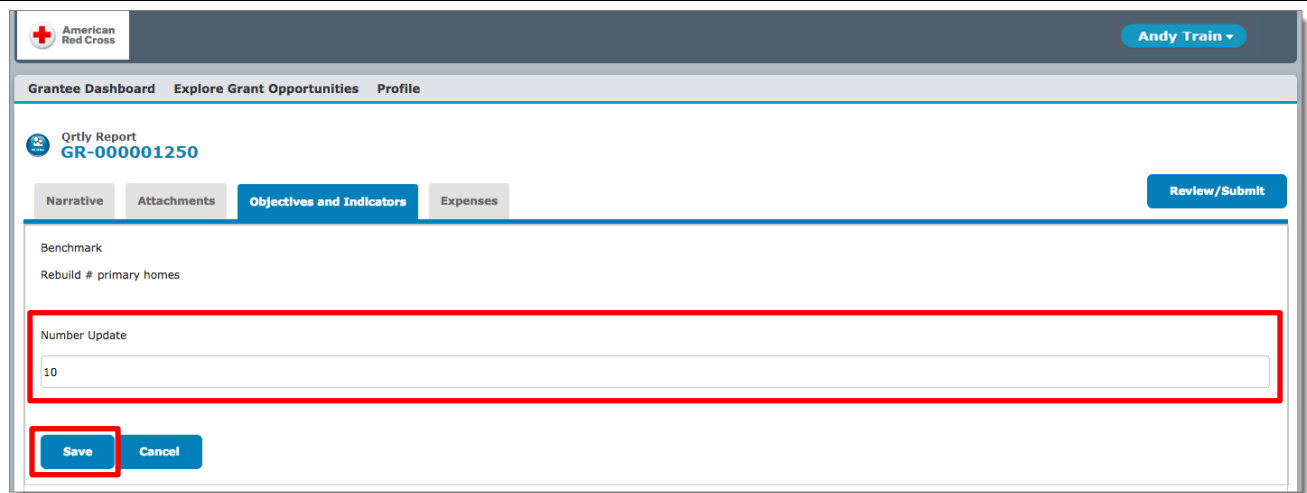 American
Red Cross
Andy Train
Grantee Dashboard Explore Grant Opportunities Profile
Qrtly Report
GR-000001250
Narrative Attachments Objectives and Indicators Expenses
Review/Submit
Benchmark
Rebuild # primary homes
Number Update
10
Save Cancel